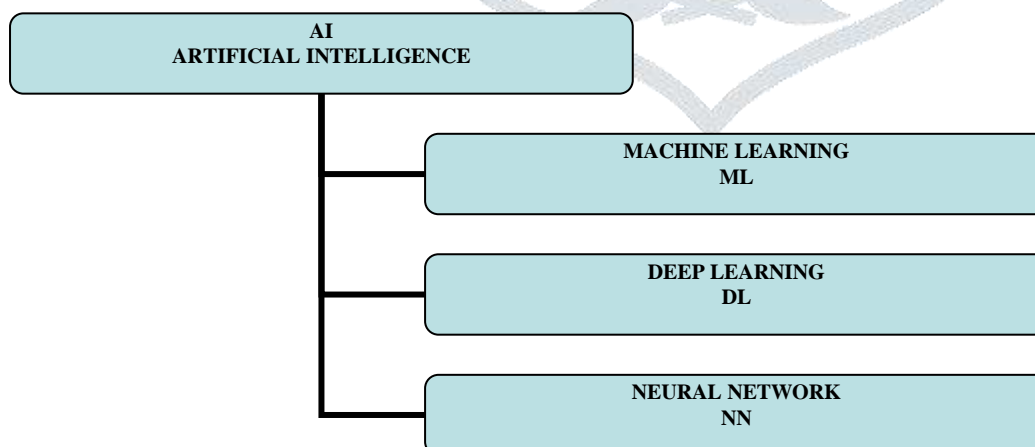 AI
ARTIFICIAL INTELLIGENCE
MACHINE LEARNING
ML
DEEP LEARNING
DL
NEURAL NETWORK
NN